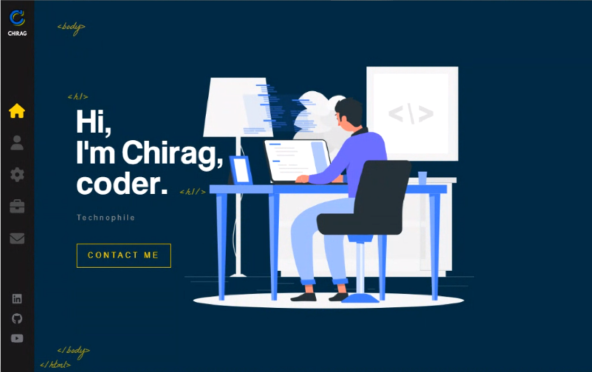 CHIRAG
<body>
<h1>
Hi,
I'm Chirag,
coder.
<h1/>
Technophile
CONTACT ME
</>
</body>
</html>